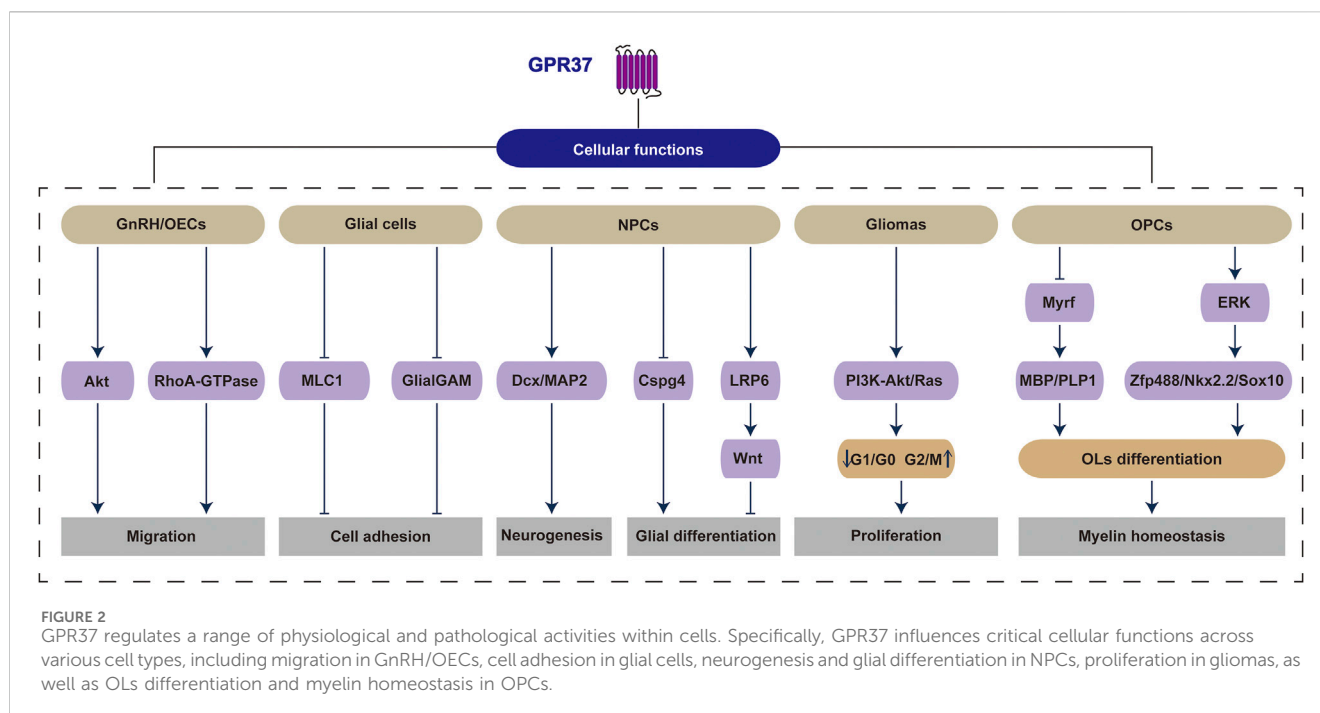 GPR37
Cellular functions
GnRH/OECs Glial cells NPCs Gliomas OPCs
Myrf ERK
Akt RhoA-GTPase MLC1 GlialGAM Dcx/MAP2 Cspg4 LRP6 PI3K-Akt/Ras MBP/PLP1 Zfp488/Nkx2.2/Sox10
Wnt ↓G1/G0 G2/M↑ OLs differentiation
Migration Cell adhesion Neurogenesis Glial differentiation Proliferation Myelin homeostasis
FIGURE 2
GPR37 regulates a range of physiological and pathological activities within cells. Specifically, GPR37 influences critical cellular functions across
various cell types, including migration in GnRH/OECs, cell adhesion in glial cells, neurogenesis and glial differentiation in NPCs, proliferation in gliomas, as
well as OLs differentiation and myelin homeostasis in OPCs.